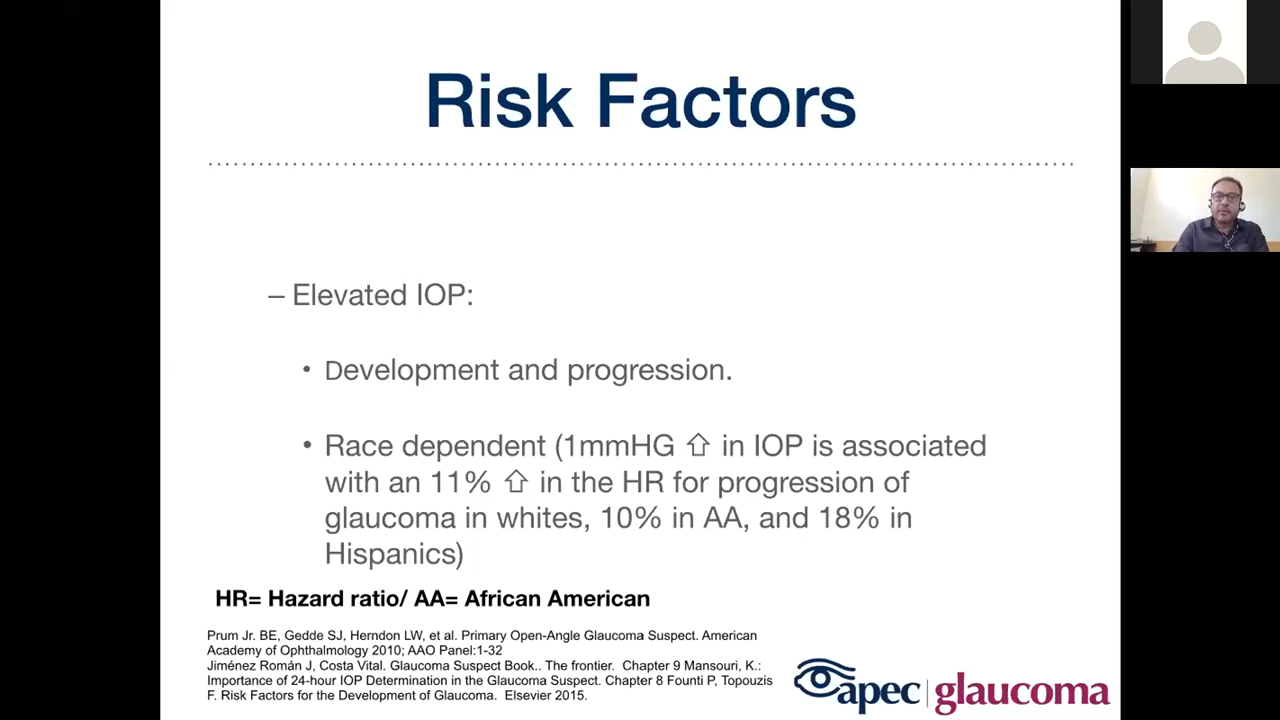 Risk Factors
– Elevated IOP:
• Development and progression.
• Race dependent (1mmHG ⇧ in IOP is associated
with an 11% ⇧ in the HR for progression of
glaucoma in whites, 10% in AA, and 18% in
Hispanics)
HR= Hazard ratio/ AA= African American
Prum Jr. BE, Gedde SJ, Herndon LW, et al. Primary Open-Angle Glaucoma Suspect. American
Academy of Ophthalmology 2010; AAO Panel:1-32
Jiménez Román J, Costa Vital. Glaucoma Suspect Book.. The frontier. Chapter 9 Mansouri, K.:
Importance of 24-hour IOP Determination in the Glaucoma Suspect. Chapter 8 Founti P, Topouzis
F. Risk Factors for the Development of Glaucoma. Elsevier 2015.
apec glaucoma